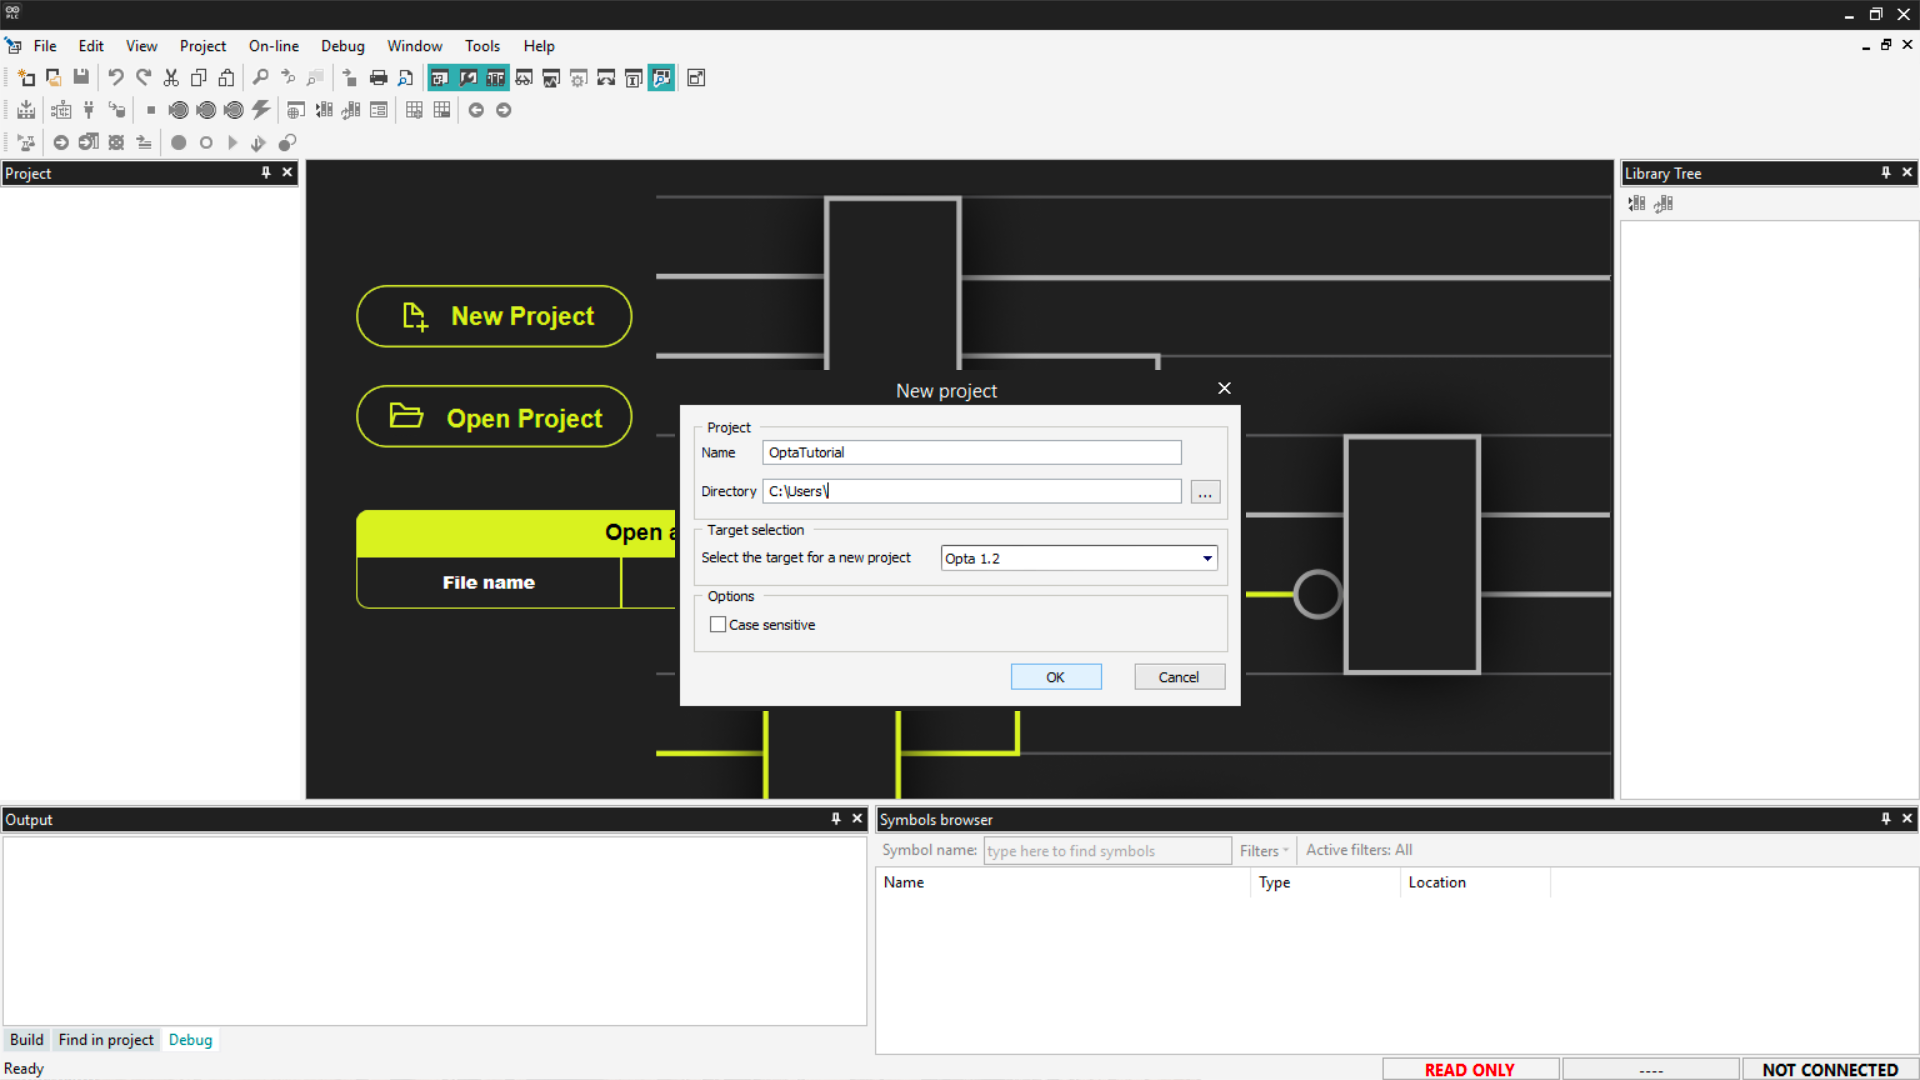 PLC
File Edit View Project On-line Debug Window Tools Help
Project
Library Tree
New Project
Open Project
Open a
File name
New project
Project
Name OptaTutorial
Directory C:\Users\ ...
Target selection
Select the target for a new project Opta 1.2
Options
Case sensitive
OK Cancel
Output
Symbols browser
Symbol name: type here to find symbols Filters Active filters: All
Name Type Location
Build Find in project Debug
Ready READ ONLY ---- NOT CONNECTED